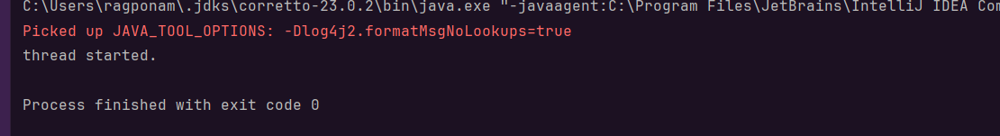 C:\Users\ragponam\.jdks\corretto-23.0.2\bin\java.exe "-javaagent:C:\Program Files\JetBrains\IntelliJ IDEA Com
Picked up JAVA_TOOL_OPTIONS: -Dlog4j2.formatMsgNoLookups=true
thread started.
Process finished with exit code 0